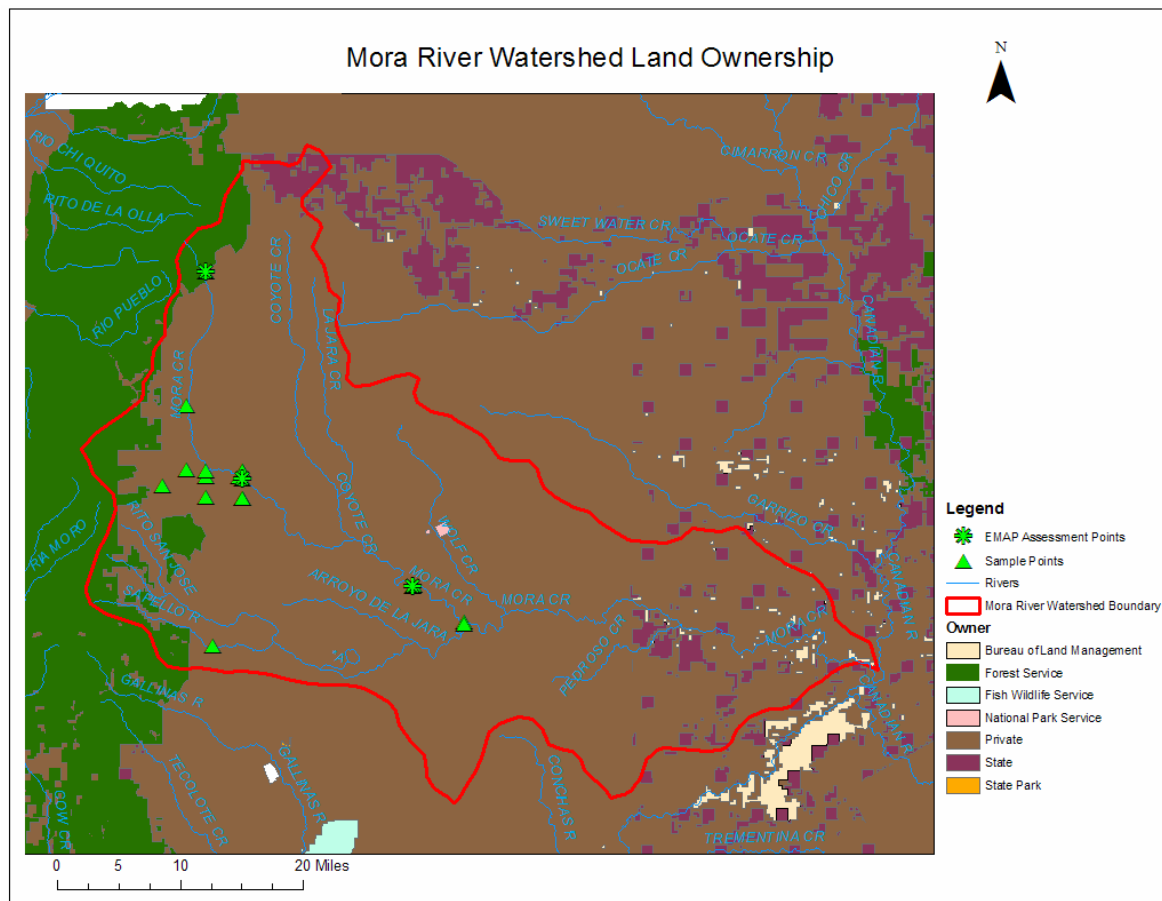 Mora River Watershed Land Ownership
N
RIO CHIQUITO
RITO DE LA OLLA
RIO PUEBLO
MORA CR
COYOTE CR
LA JARA CR
CIMARRON CR
CHICO CR
SWEET WATER CR
OCATE CR
OCATE CR
CANADIAN R
COYOTE CR
WOLF CR
GARRIZO CR
CANADIAN R
RIA MORO
RITO SAN JOSE
SAPELLO R
ARROYO DE LA JARA
MORA CR
MORA CR
MORA CR
PEDROSO CR
CANADIAN R
GALLINAS R
GALLINAS R
TECOLOTE CR
COW CR
CONCHAS R
TREMENTINA CR
Legend
EMAP Assessment Points
Sample Points
Rivers
Mora River Watershed Boundary
Owner
Bureau of Land Management
Forest Service
Fish Wildlife Service
National Park Service
Private
State
State Park
0 5 10 20 Miles